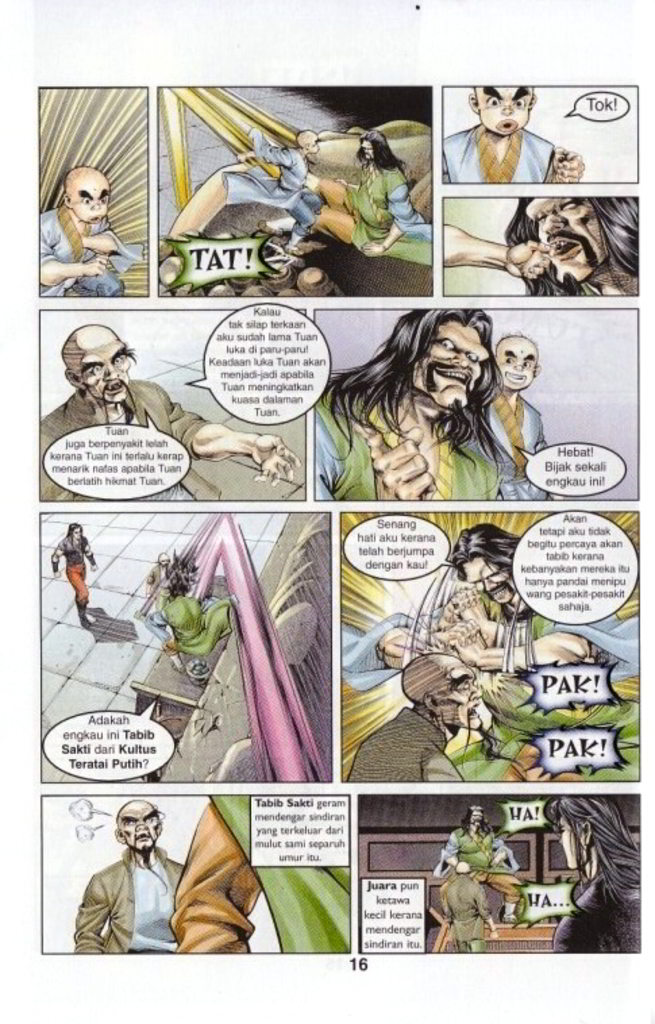 Tok!
TAT!
Kalau
tak silap terkaan
aku sudah lama Tuan
luka di paru-paru!
Keadaan luka Tuan akan
menjadi-jadi apabila
Tuan meningkatkan
kuasa dalaman
Tuan.
Tuan
juga berpenyakit lelah
kerana Tuan ini terlalu kerap
menarik nafas apabila Tuan
berlatih hikmat Tuan.
Hebat!
Bijak sekali
engkau ini!
Adakah
engkau ini Tabib
Sakti dari Kultus
Teratai Putih?
Senang
hati aku kerana
telah berjumpa
dengan kau!
Akan
tetapi aku tidak
begitu percaya akan
tabib kerana
kebanyakan mereka itu
hanya pandai menipu
wang pesakit-pesakit
sahaja.
PAK!
PAK!
Tabib Sakti geram
mendengar sindiran
yang terkeluar dari
mulut sami separuh
umur itu.
HA!
HA...
Juara pun
ketawa
kecil kerana
mendengar
sindiran itu.
16